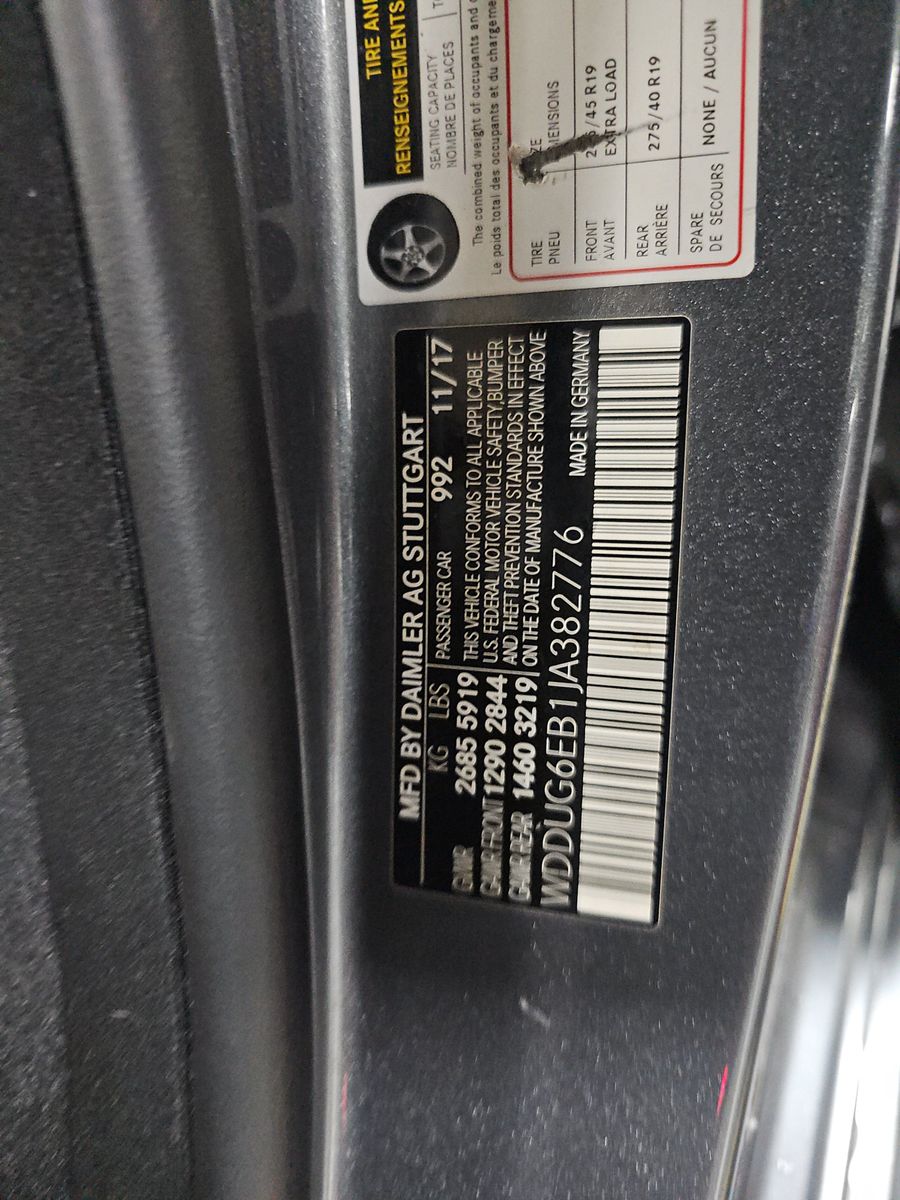 TIRE AN
RENSEIGNEMENTS
SEATING CAPACITY
NOMBRE DE PLACES
The combined weight of occupants and
Le poids total des occupants et du chargeme
TIRE
PNEU
FRONT
AVANT
EXTRA LOAD
REAR
ARRIÈRE
275/40 R19
SPARE
DE SECOURS
NONE / AUCUN
MFD BY DAIMLER AG STUTTGART
KG LBS PASSENGER CAR 992 11/17
GVWR 2685 5919 THIS VEHICLE CONFORMS TO ALL APPLICABLE
GAWR FRONT 1290 2844 U.S. FEDERAL MOTOR VEHICLE SAFETY,BUMPER
GAWR REAR 1460 3219 AND THEFT PREVENTION STANDARDS IN EFFECT
ON THE DATE OF MANUFACTURE SHOWN ABOVE
WDDUG6EB1JA382776 MADE IN GERMANY